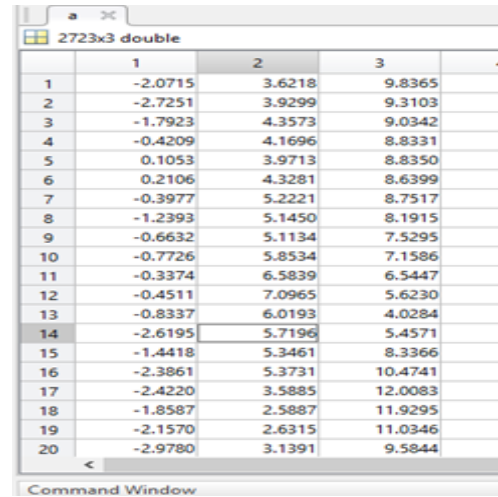 a
2723x3 double
1 2 3
1 -2.0715 3.6218 9.8365
2 -2.7251 3.9299 9.3103
3 -1.7923 4.3573 9.0342
4 -0.4209 4.1696 8.8331
5 0.1053 3.9713 8.8350
6 0.2106 4.3281 8.6399
7 -0.3977 5.2221 8.7517
8 -1.2393 5.1450 8.1915
9 -0.6632 5.1134 7.5295
10 -0.7726 5.8534 7.1586
11 -0.3374 6.5839 6.5447
12 -0.4511 7.0965 5.6230
13 -0.8337 6.0193 4.0284
14 -2.6195 5.7196 5.4571
15 -1.4418 5.3461 8.3366
16 -2.3861 5.3731 10.4741
17 -2.4220 3.5885 12.0083
18 -1.8587 2.5887 11.9295
19 -2.1570 2.6315 11.0346
20 -2.9780 3.1391 9.5844
Command Window